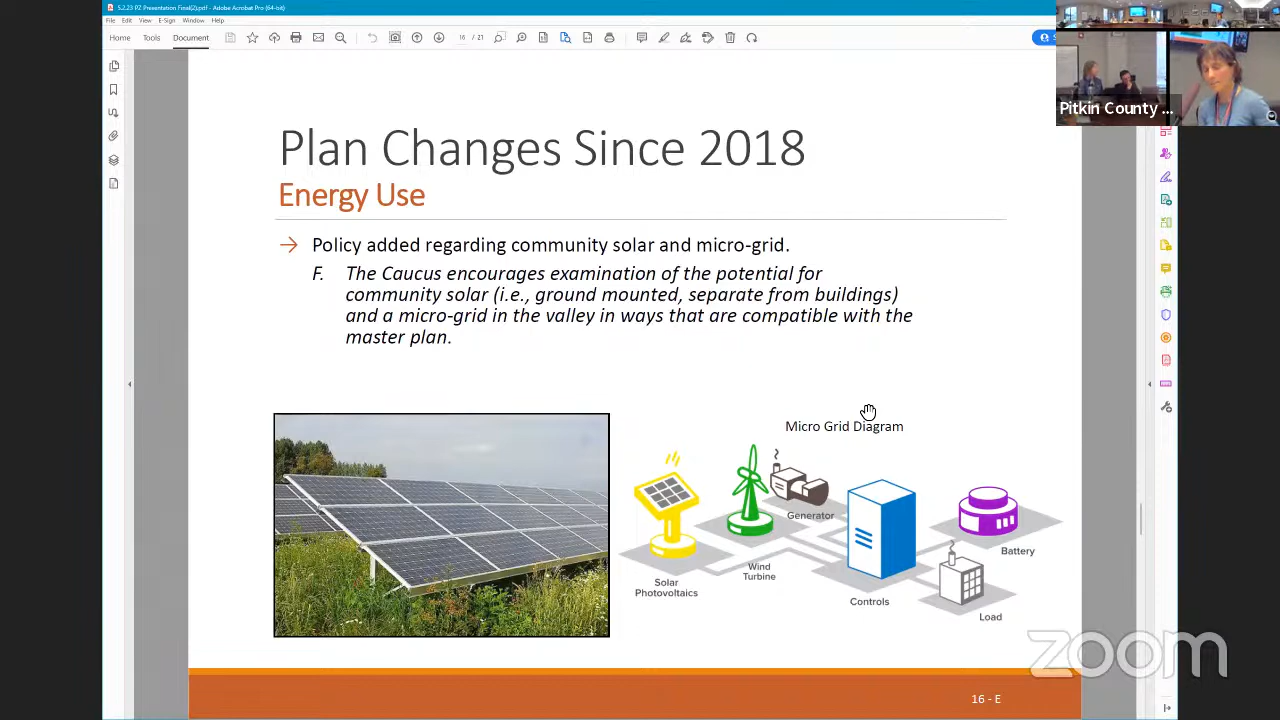 5.2.23 PZ Presentation Final(2).pdf - Adobe Acrobat Pro (64-bit)
File Edit View E-Sign Window Help
Home Tools Document
16 / 21
Pitkin County ...
Plan Changes Since 2018
Energy Use
→ Policy added regarding community solar and micro-grid.
F. The Caucus encourages examination of the potential for
community solar (i.e., ground mounted, separate from buildings)
and a micro-grid in the valley in ways that are compatible with the
master plan.
Micro Grid Diagram
Generator
Battery
Wind
Turbine
Solar
Photovoltaics
Controls
Load
zoom
16 - E